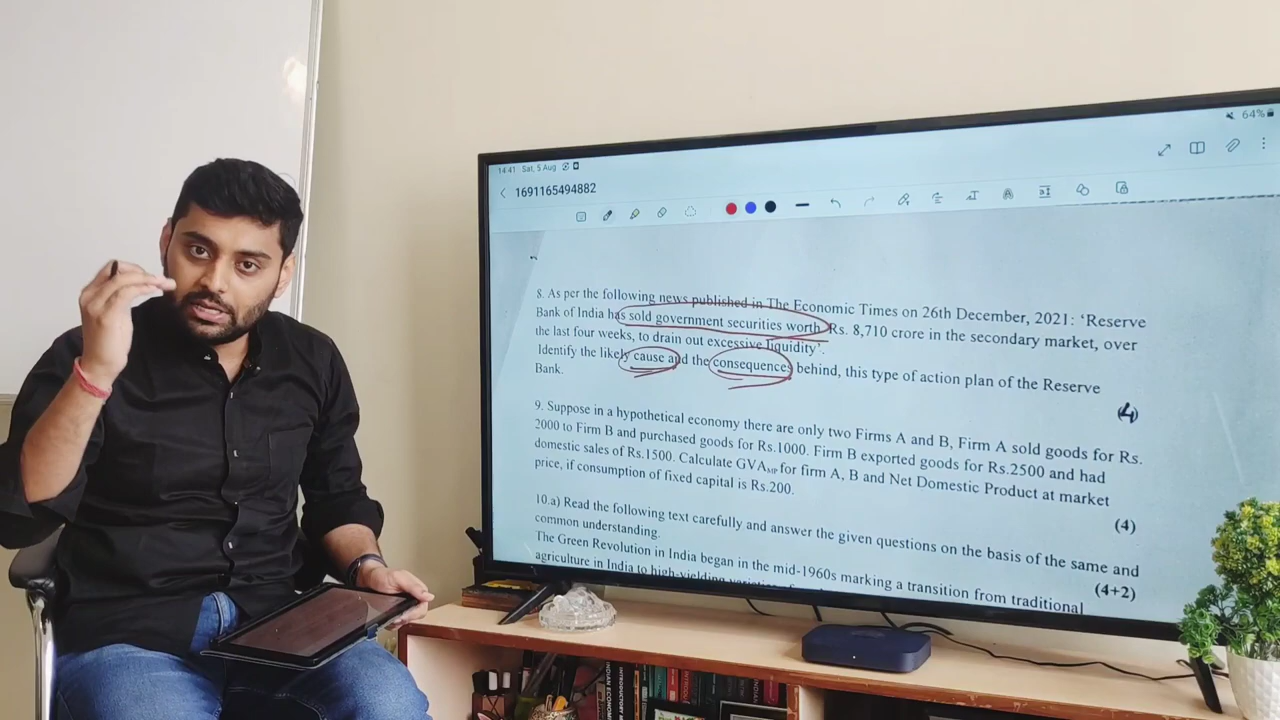 14:41 Sat, 5 Aug
64%
1691165494882
8. As per the following news published in The Economic Times on 26th December, 2021: ‘Reserve
Bank of India has sold government securities worth Rs. 8,710 crore in the secondary market, over
the last four weeks, to drain out excessive liquidity’.
Identify the likely cause and the consequences behind, this type of action plan of the Reserve
Bank.
(4)
9. Suppose in a hypothetical economy there are only two Firms A and B, Firm A sold goods for Rs.
2000 to Firm B and purchased goods for Rs.1000. Firm B exported goods for Rs.2500 and had
domestic sales of Rs.1500. Calculate GVAMP for firm A, B and Net Domestic Product at market
price, if consumption of fixed capital is Rs.200.
(4)
10.a) Read the following text carefully and answer the given questions on the basis of the same and
common understanding.
(4+2)
The Green Revolution in India began in the mid-1960s marking a transition from traditional
agriculture in India to high-yielding